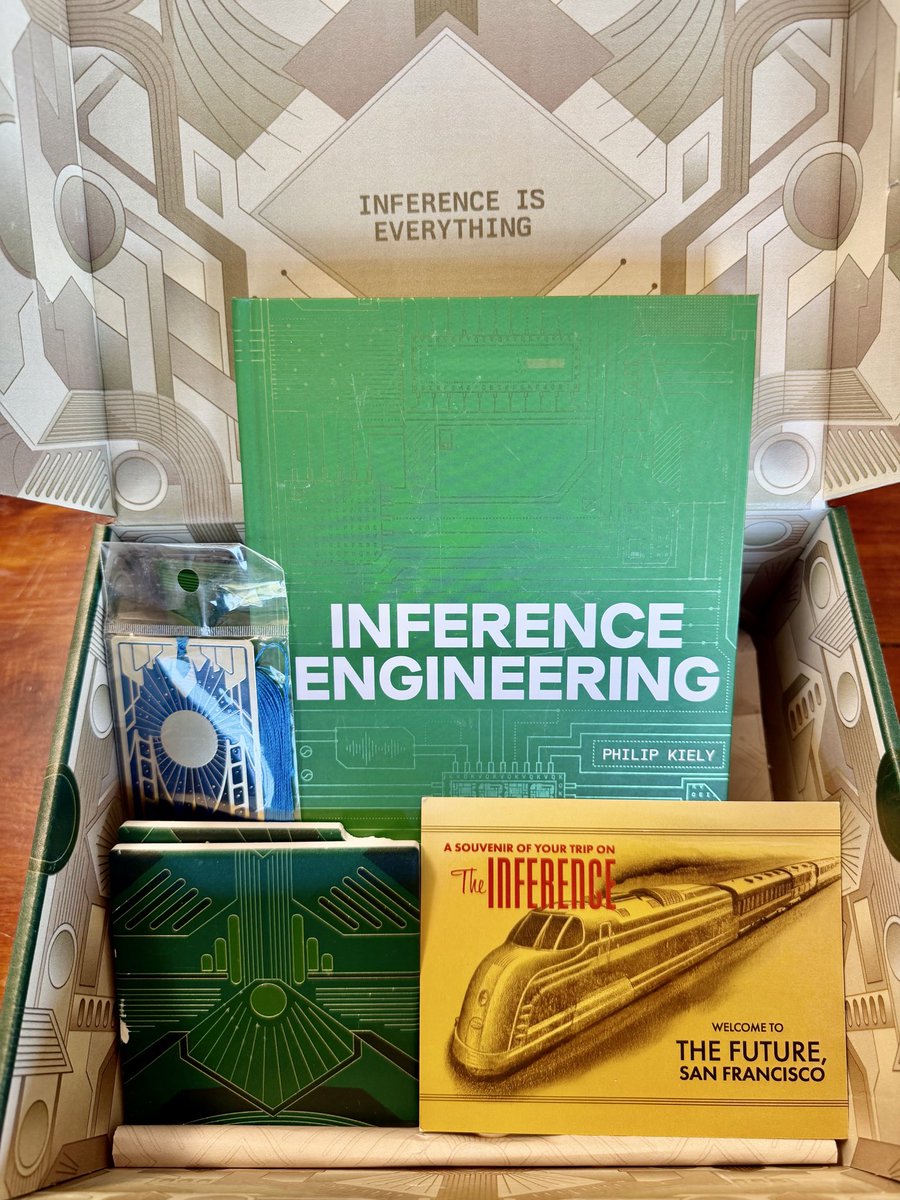 INFERENCE IS
EVERYTHING
INFERENCE
ENGINEERING
PHILIP KIELY
A SOUVENIR OF YOUR TRIP ON
The INFERENCE
WELCOME TO
THE FUTURE,
SAN FRANCISCO